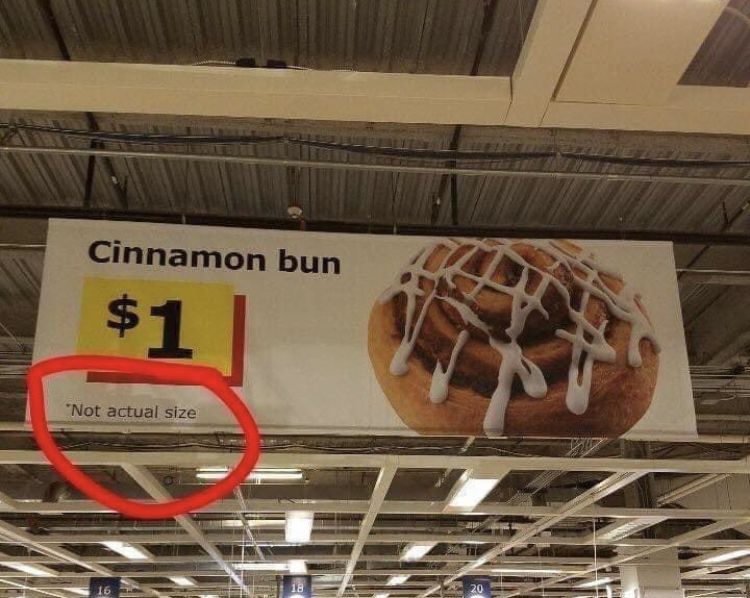 Cinnamon bun
$1
*Not actual size
16
18
20